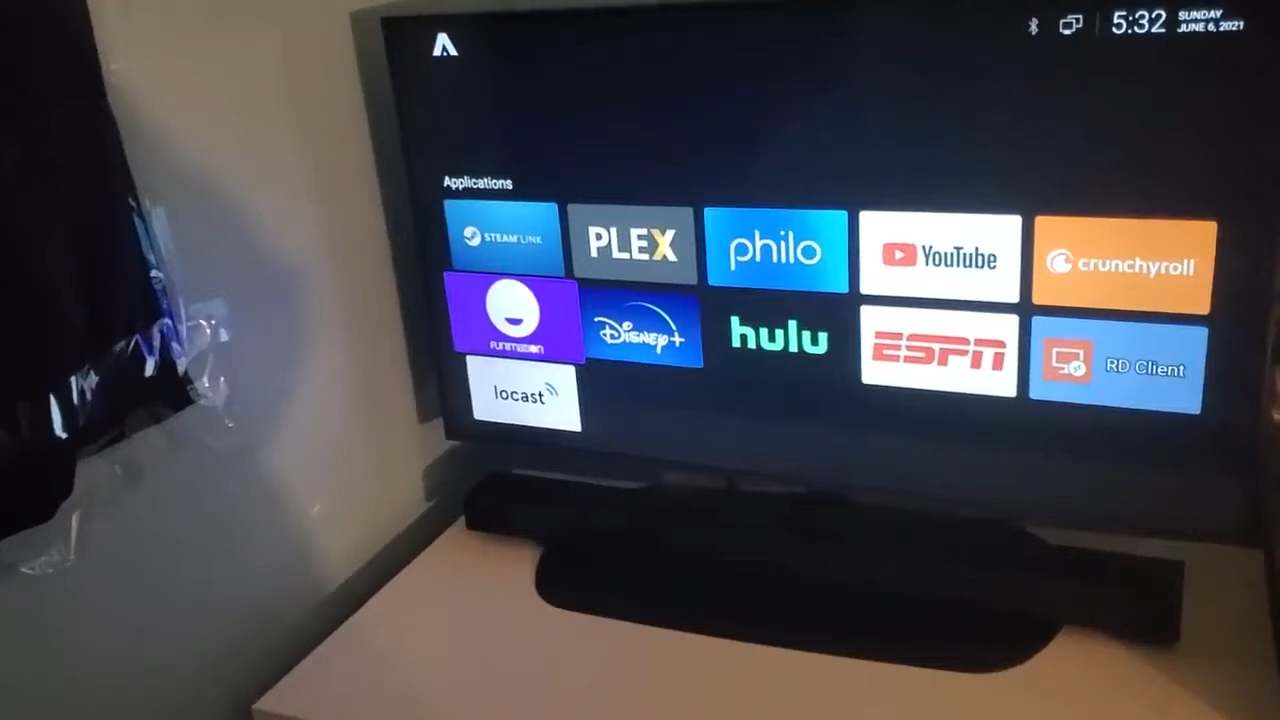 5:32
SUNDAY
JUNE 6, 2021
Applications
STEAM LINK
PLEX
philo
YouTube
crunchyroll
FUNIMATION
Disney+
hulu
ESPN
RD Client
locast